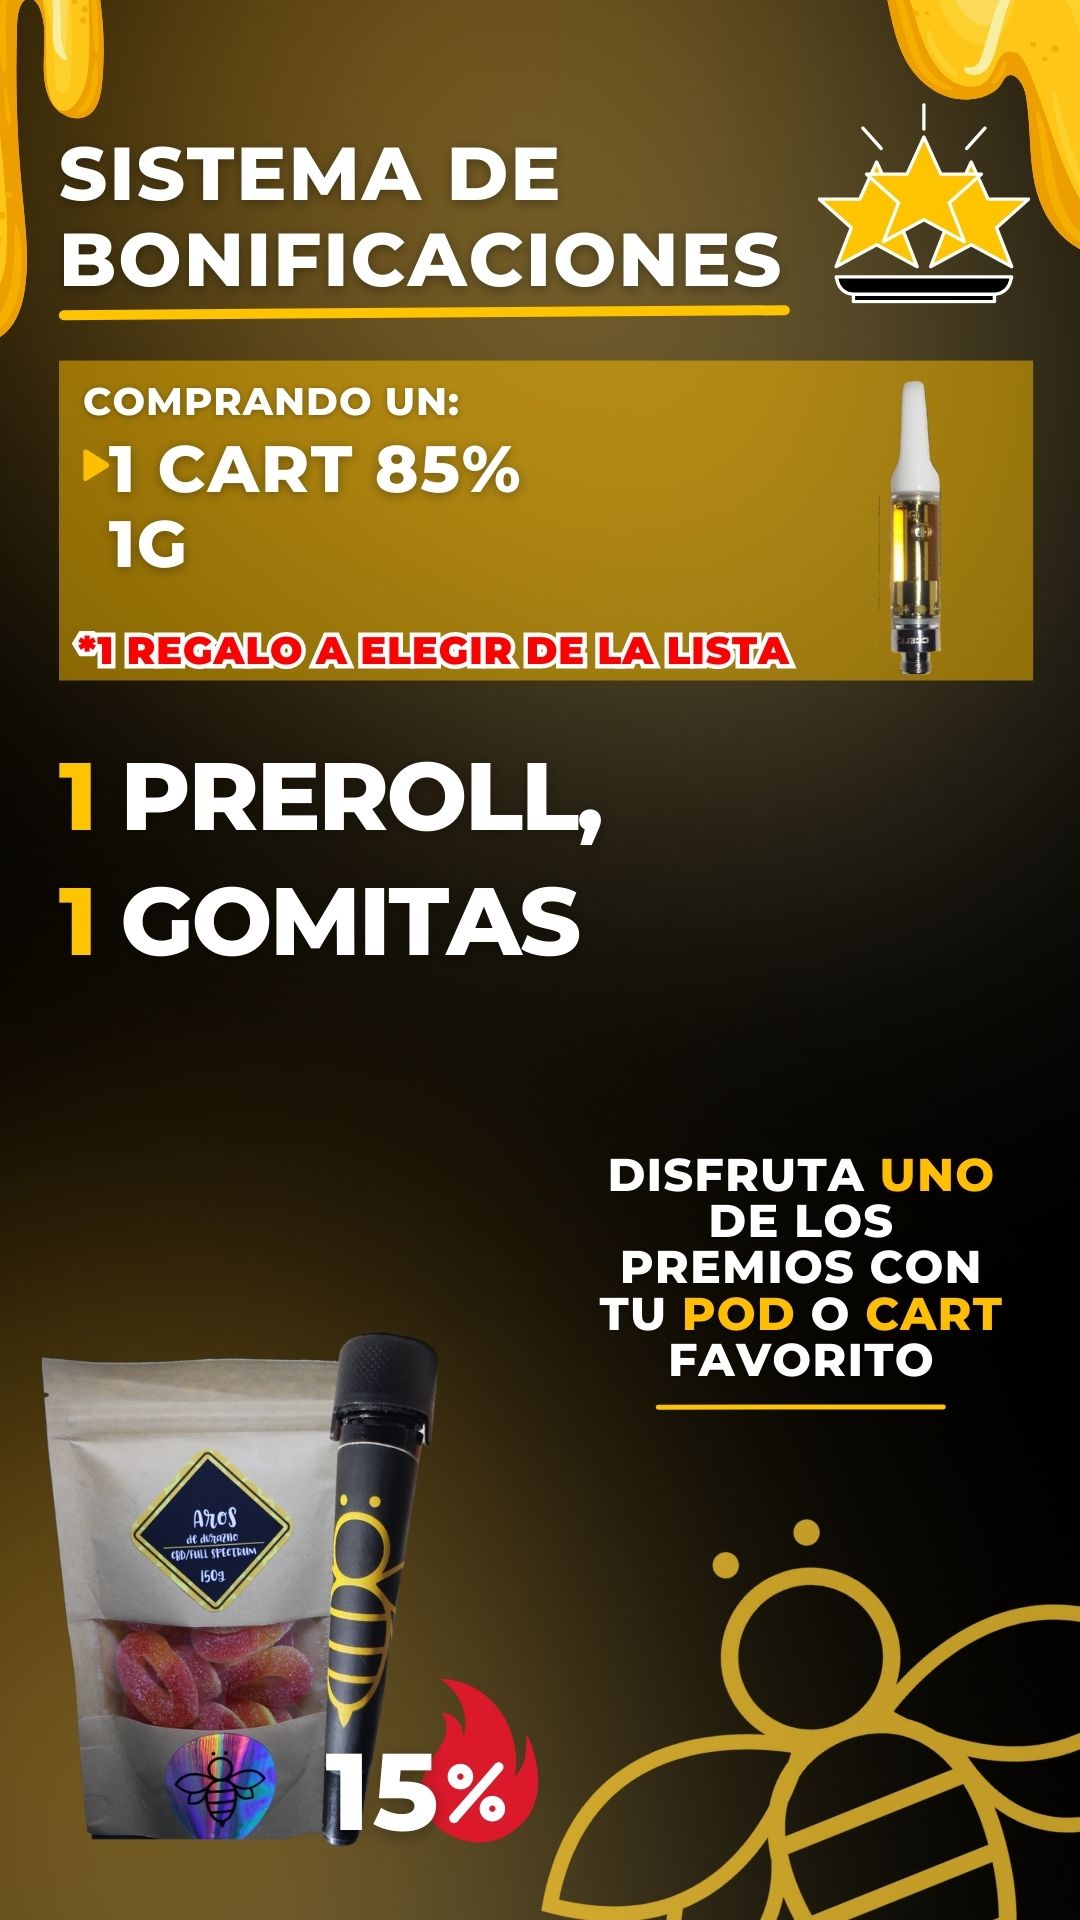 SISTEMA DE
BONIFICACIONES
COMPRANDO UN:
1 CART 85%
1G
*1 REGALO A ELEGIR DE LA LISTA
1 PREROLL,
1 GOMITAS
DISFRUTA UNO
DE LOS
PREMIOS CON
TU POD O CART
FAVORITO
AROS
de durazno
CBD/FULL SPECTRUM
150g
15%